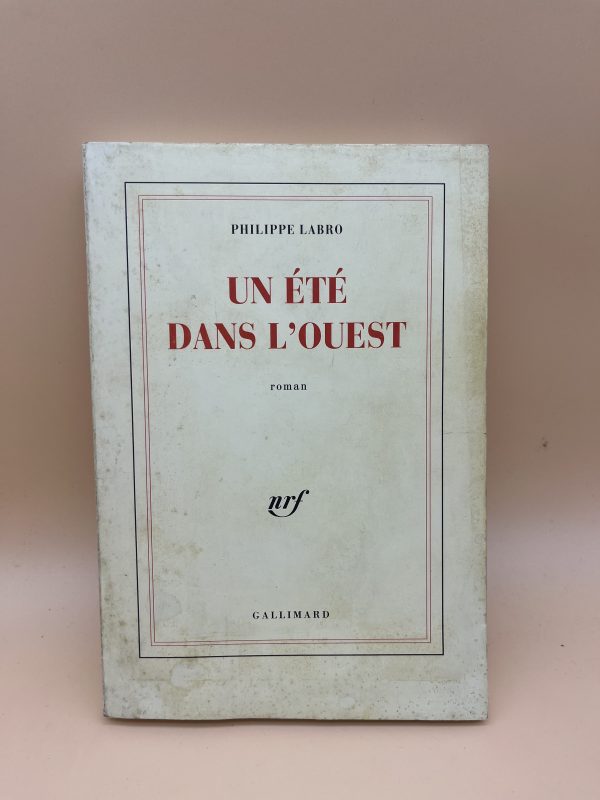 PHILIPPE LABRO
UN ÉTÉ
DANS L'OUEST
roman
nrf
GALLIMARD